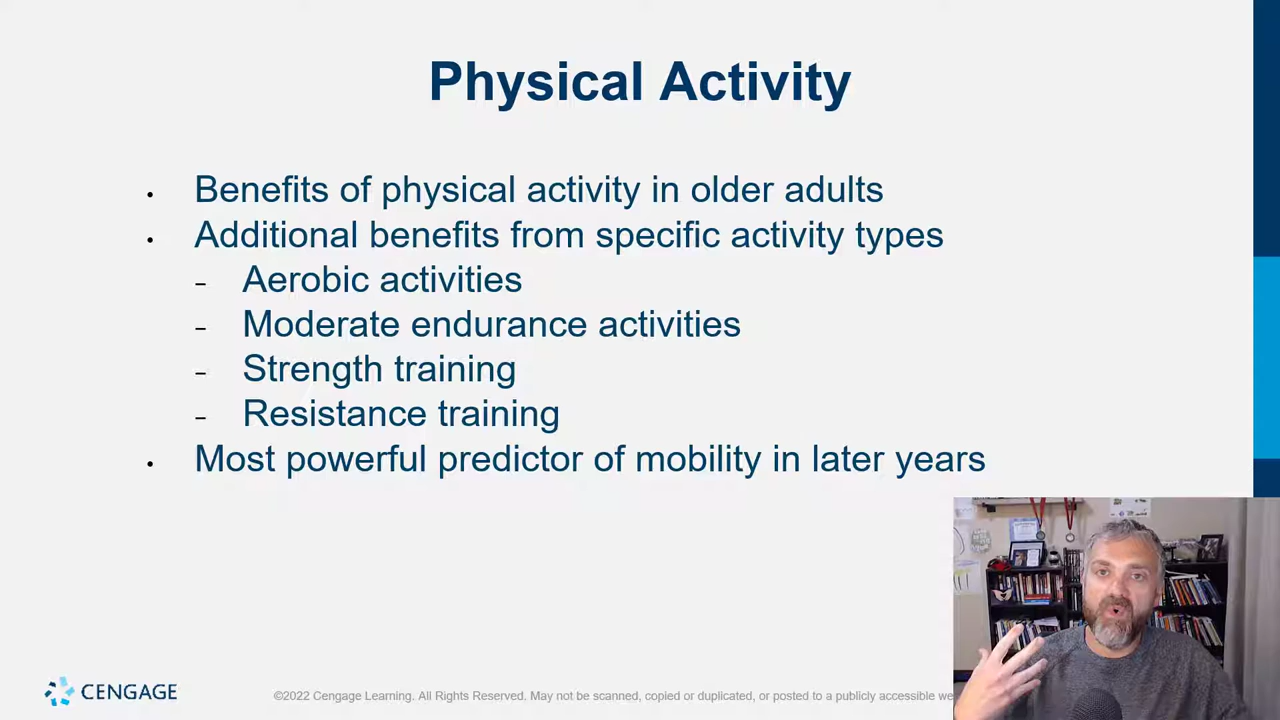 Physical Activity
• Benefits of physical activity in older adults
• Additional benefits from specific activity types
- Aerobic activities
- Moderate endurance activities
- Strength training
- Resistance training
• Most powerful predictor of mobility in later years
CENGAGE
©2022 Cengage Learning. All Rights Reserved. May not be scanned, copied or duplicated, or posted to a publicly accessible